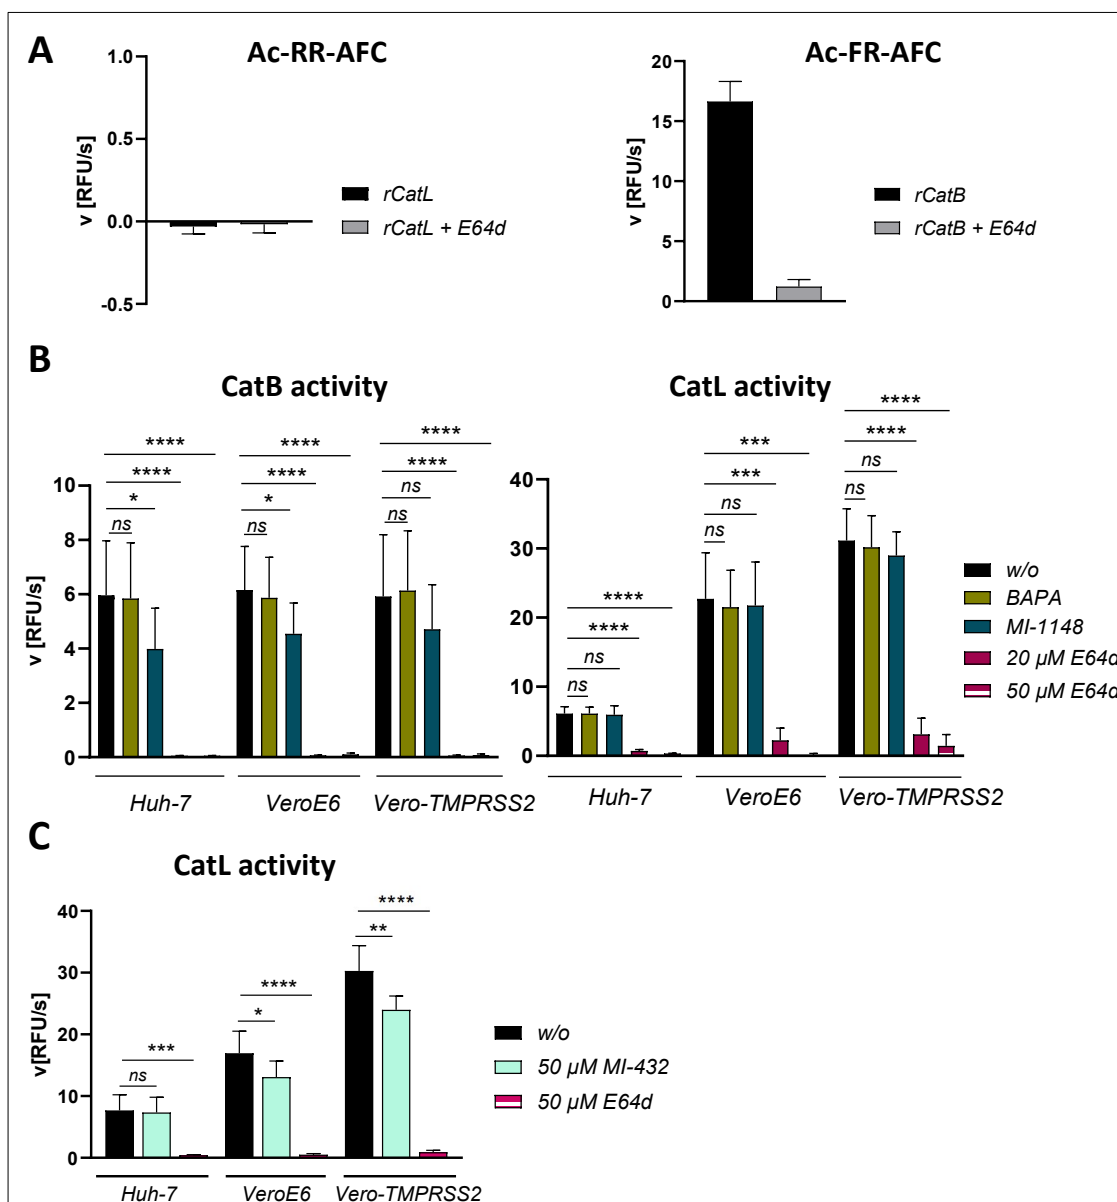 A
Ac-RR-AFC
v [RFU/s]
1.0
0.5
0.0
-0.5
rCatL
rCatL + E64d
Ac-FR-AFC
v [RFU/s]
20
15
10
5
0
rCatB
rCatB + E64d
B
CatB activity
v [RFU/s]
10
8
6
4
2
0
****
****
*
ns
****
****
*
ns
****
****
ns
ns
Huh-7
VeroE6
Vero-TMPRSS2
CatL activity
40
30
20
10
0
****
****
ns
ns
***
***
ns
ns
****
****
ns
ns
Huh-7
VeroE6
Vero-TMPRSS2
w/o
BAPA
MI-1148
20 µM E64d
50 µM E64d
C
CatL activity
v[RFU/s]
40
30
20
10
0
***
ns
****
*
****
**
Huh-7
VeroE6
Vero-TMPRSS2
w/o
50 µM MI-432
50 µM E64d